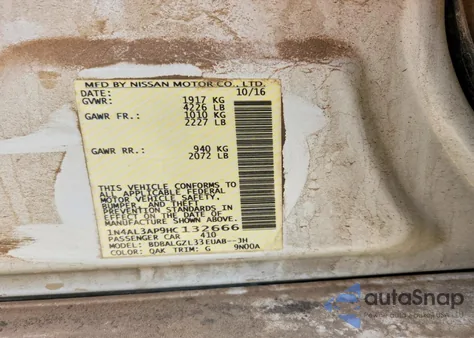 MFD BY NISSAN MOTOR CO., LTD.
DATE: 10/16
GVWR: 1917 KG
4226 LB
GAWR FR.: 1010 KG
2227 LB
GAWR RR.: 940 KG
2072 LB
THIS VEHICLE CONFORMS TO
ALL APPLICABLE FEDERAL
MOTOR VEHICLE SAFETY,
BUMPER, AND THEFT
PREVENTION STANDARDS IN
EFFECT ON THE DATE OF
MANUFACTURE SHOWN ABOVE.
1N4AL3AP9HC132666
PASSENGER CAR 410
MODEL: BDBALGZL33EUAB--JH
COLOR: QAK TRIM: G 9N00A
autoSnap